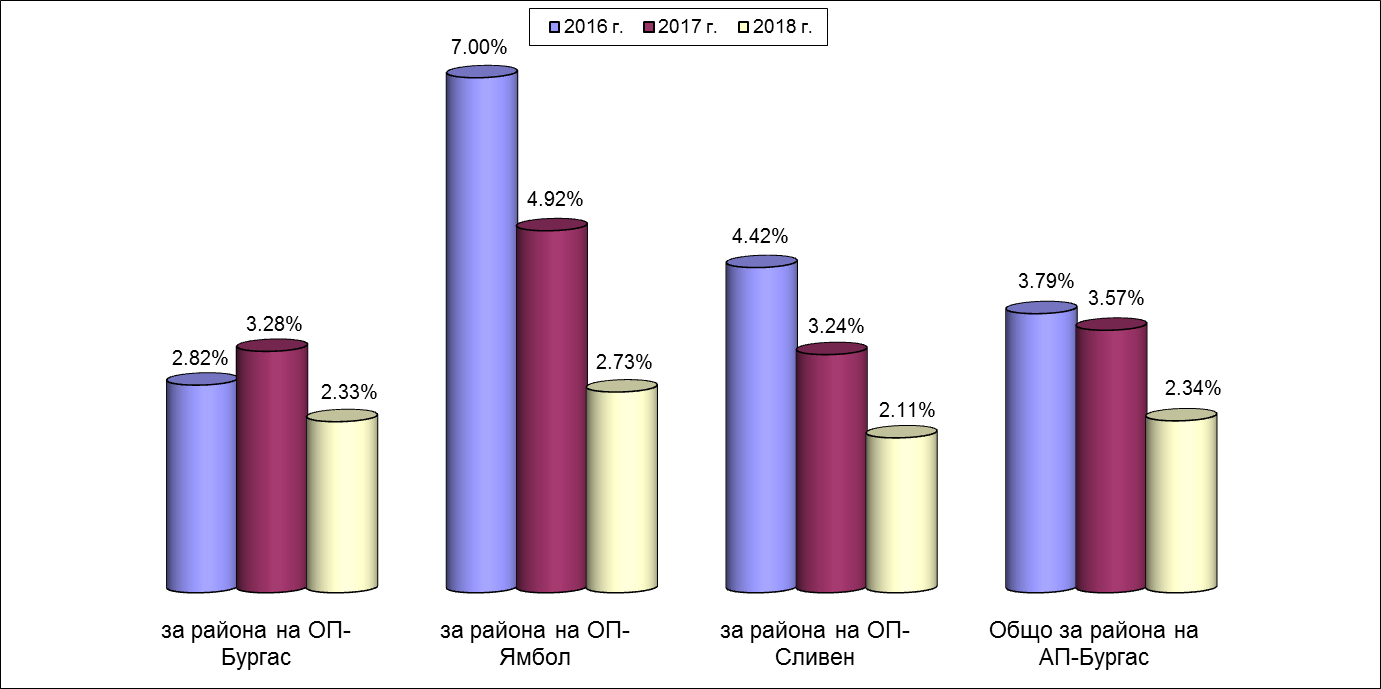 2016 г. 2017 г. 2018 г.
7.00%
4.92%
4.42%
3.79%
3.57%
3.28%
3.24%
2.82%
2.73%
2.33%
2.34%
2.11%
за района на ОП-
Бургас
за района на ОП-
Ямбол
за района на ОП-
Сливен
Общо за района на
АП-Бургас